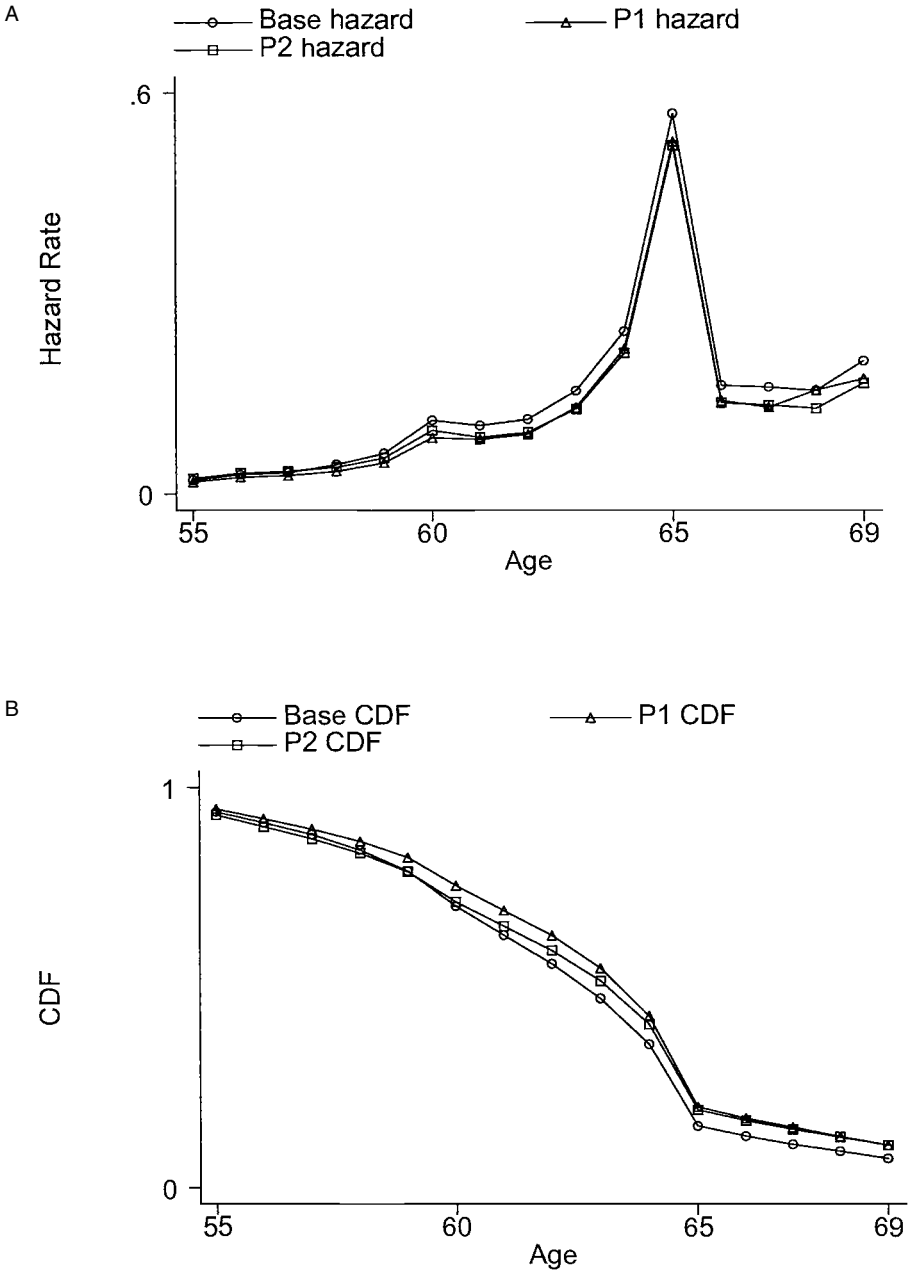 A
Base hazard P1 hazard
P2 hazard
.6
Hazard Rate
0
55 60 65 69
Age
B
Base CDF P1 CDF
P2 CDF
1
CDF
0
55 60 65 69
Age